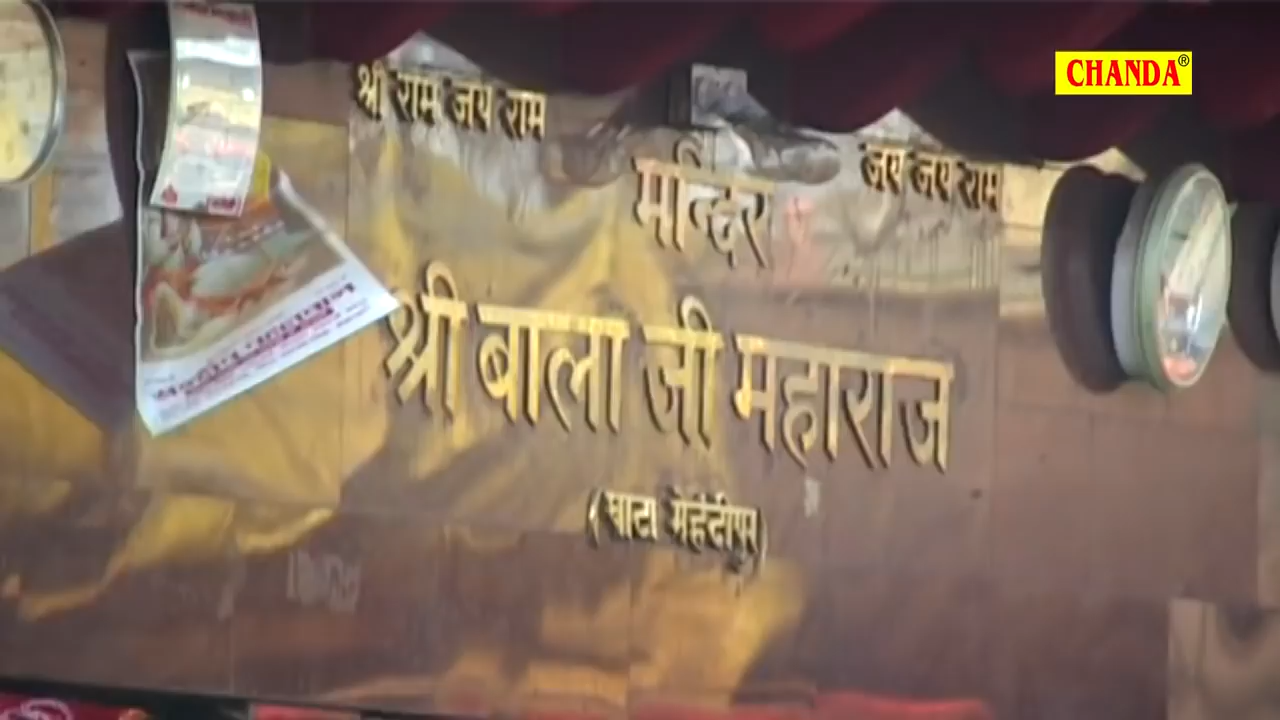 CHANDA®
श्री राम जय राम
जय जय राम
मन्दिर
श्री बाला जी महाराज
(घाटा मेहंदीपुर)